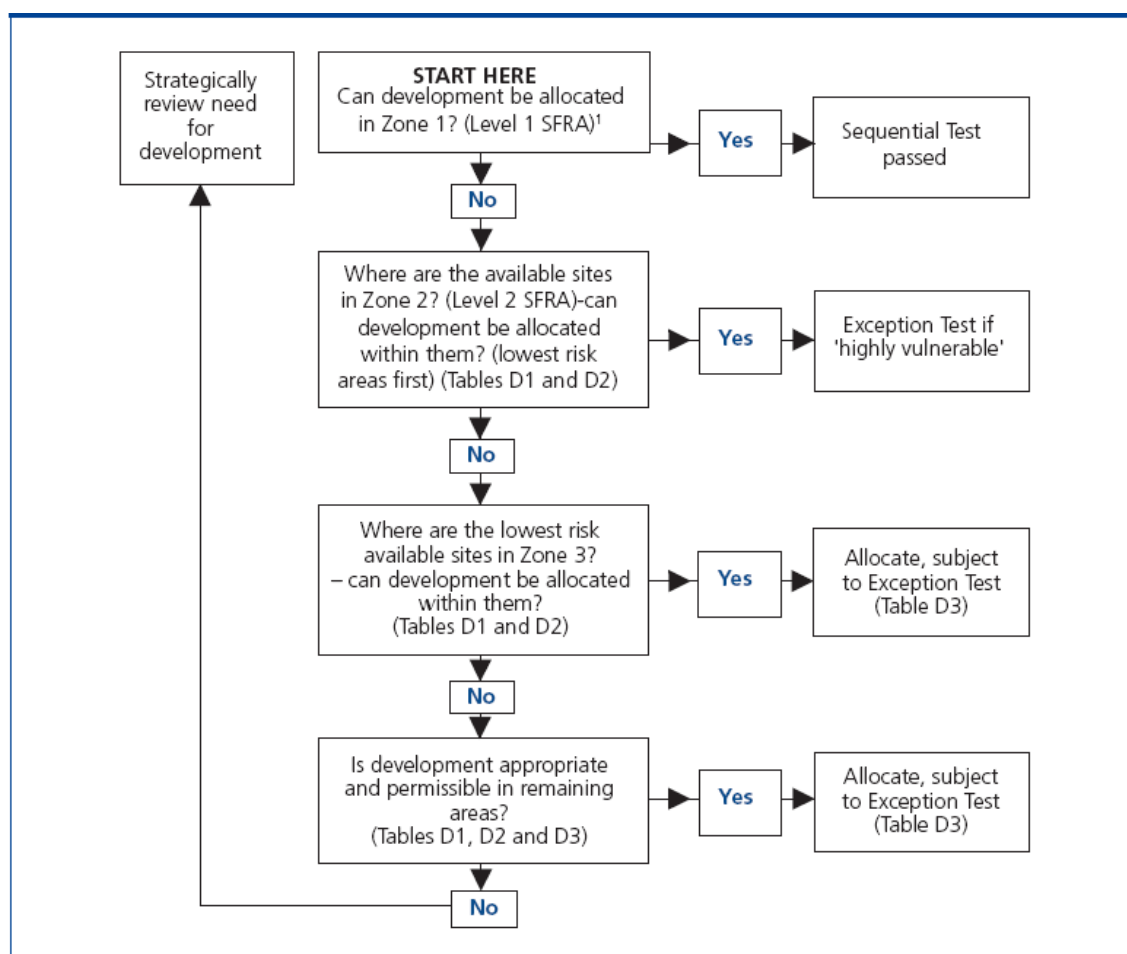 Strategically
review need
for
development
START HERE
Can development be allocated
in Zone 1? (Level 1 SFRA)¹
Yes
Sequential Test
passed
No
Where are the available sites
in Zone 2? (Level 2 SFRA)-can
development be allocated
within them? (lowest risk
areas first) (Tables D1 and D2)
Yes
Exception Test if
'highly vulnerable'
No
Where are the lowest risk
available sites in Zone 3?
– can development be allocated
within them?
(Tables D1 and D2)
Yes
Allocate, subject
to Exception Test
(Table D3)
No
Is development appropriate
and permissible in remaining
areas?
(Tables D1, D2 and D3)
Yes
Allocate, subject
to Exception Test
(Table D3)
No